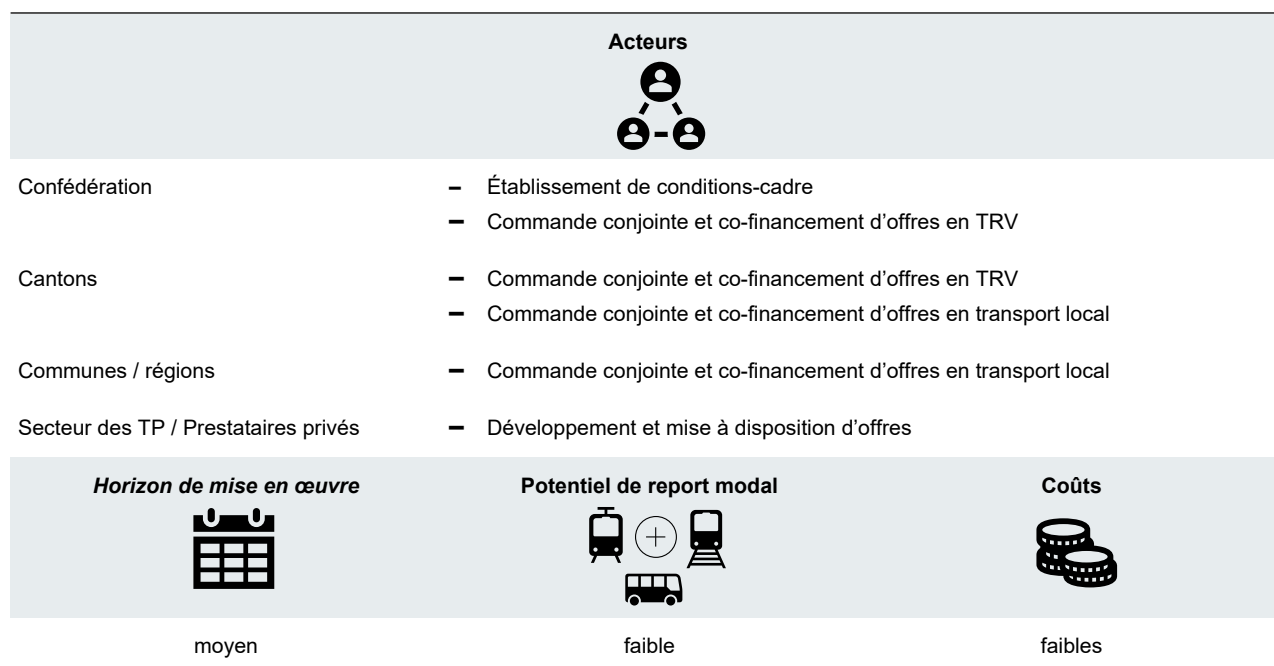 Acteurs
Confédération
– Établissement de conditions-cadre
– Commande conjointe et co-financement d'offres en TRV
Cantons
– Commande conjointe et co-financement d'offres en TRV
– Commande conjointe et co-financement d'offres en transport local
Communes / régions
– Commande conjointe et co-financement d'offres en transport local
Secteur des TP / Prestataires privés
– Développement et mise à disposition d'offres
Horizon de mise en œuvre
Potentiel de report modal
Coûts
moyen
faible
faibles